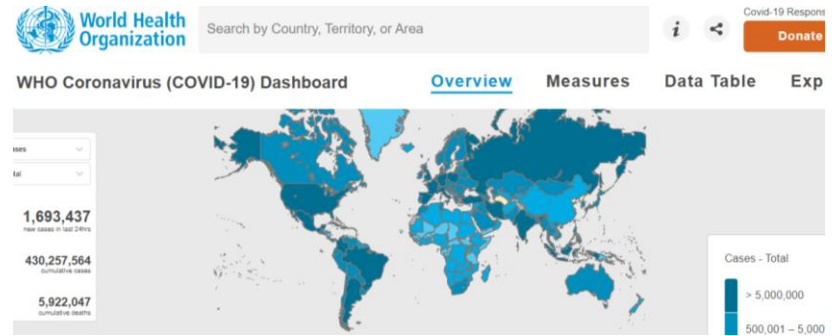 World Health
Organization
Search by Country, Territory, or Area
i
Covid-19 Respons
Donate
WHO Coronavirus (COVID-19) Dashboard
Overview
Measures
Data Table
Exp
ases
tal
1,693,437
new cases in last 24hrs
430,257,564
cumulative cases
5,922,047
cumulative deaths
Cases - Total
> 5,000,000
500,001 – 5,000